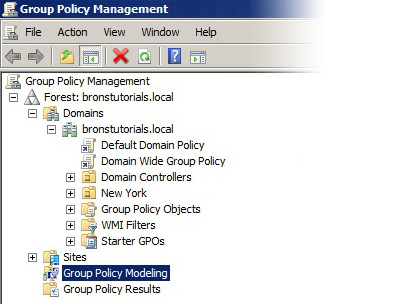 Group Policy Management
File Action View Window Help
Group Policy Management
Forest: bronstutorials.local
Domains
bronstutorials.local
Default Domain Policy
Domain Wide Group Policy
Domain Controllers
New York
Group Policy Objects
WMI Filters
Starter GPOs
Sites
Group Policy Modeling
Group Policy Results